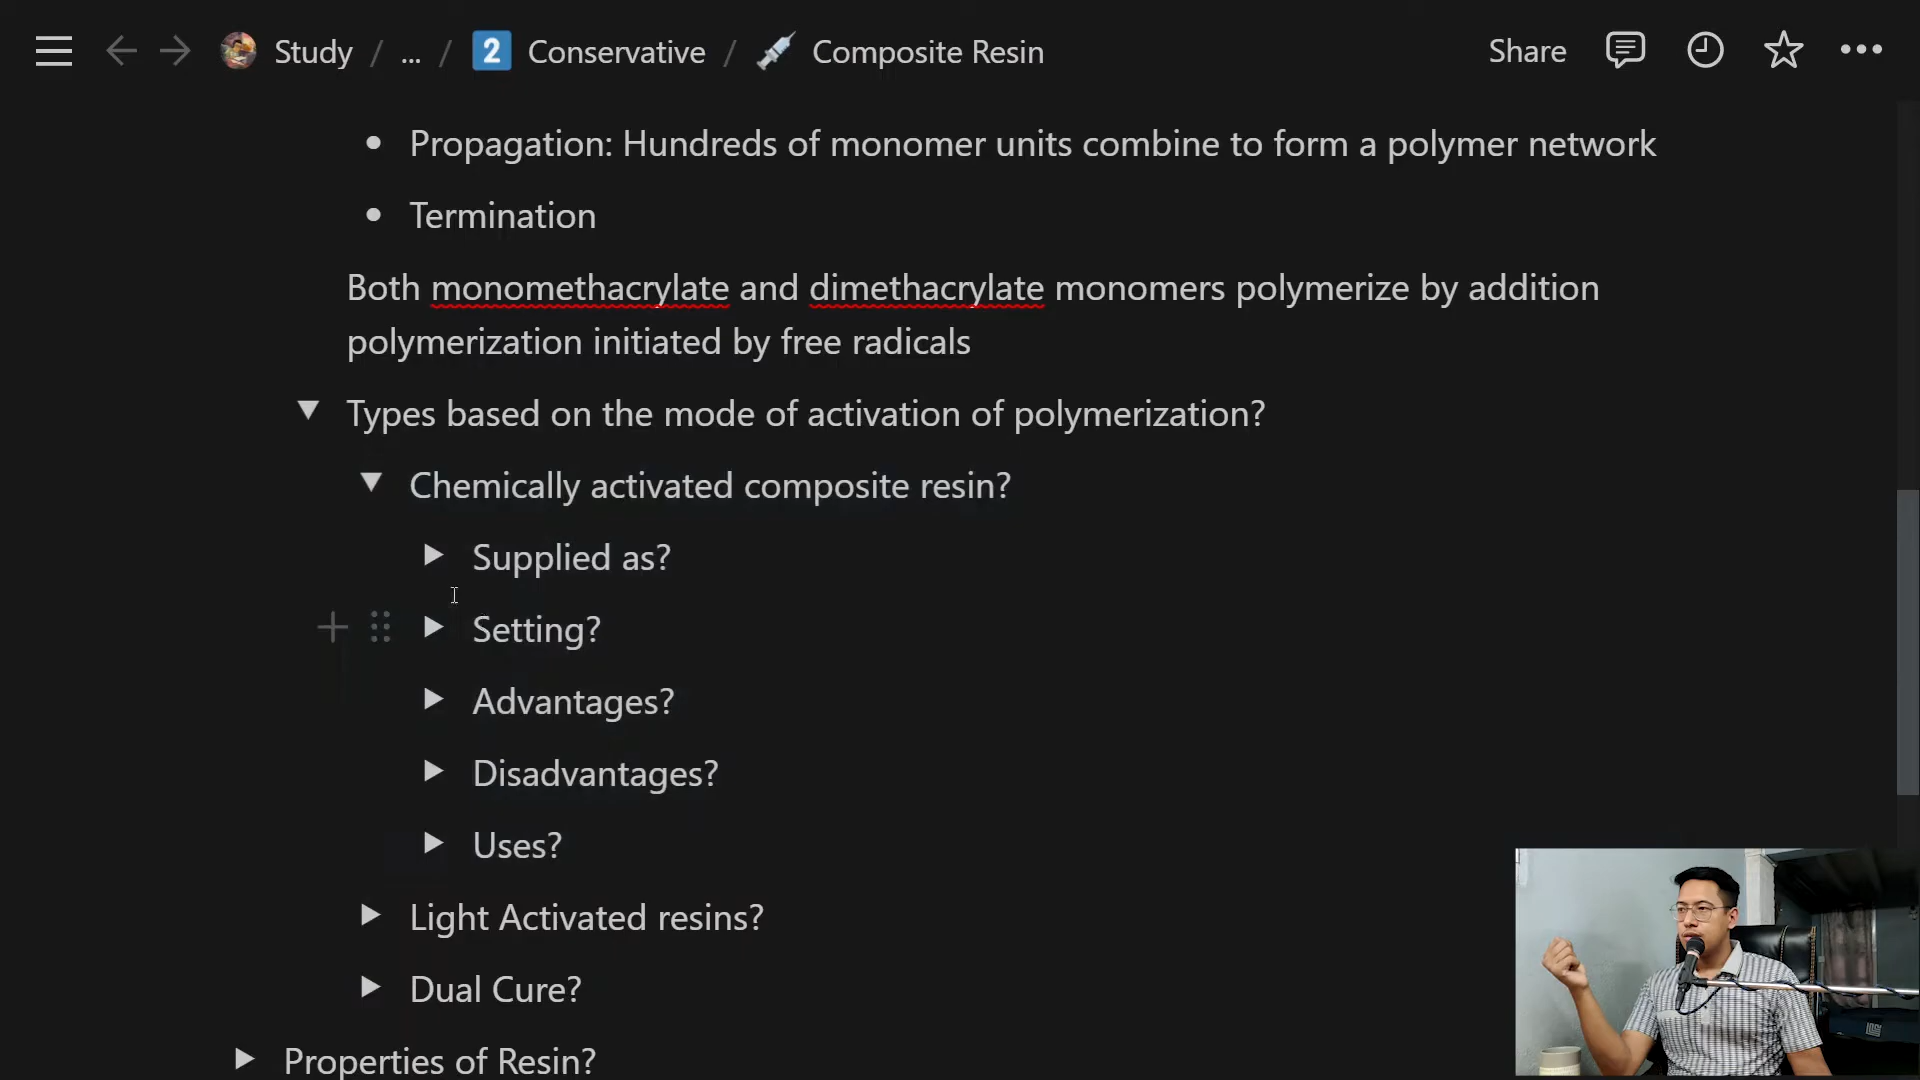 Study / ... / 2 Conservative / Composite Resin Share
Propagation: Hundreds of monomer units combine to form a polymer network
Termination
Both monomethacrylate and dimethacrylate monomers polymerize by addition
polymerization initiated by free radicals
Types based on the mode of activation of polymerization?
Chemically activated composite resin?
Supplied as?
Setting?
Advantages?
Disadvantages?
Uses?
Light Activated resins?
Dual Cure?
Properties of Resin?